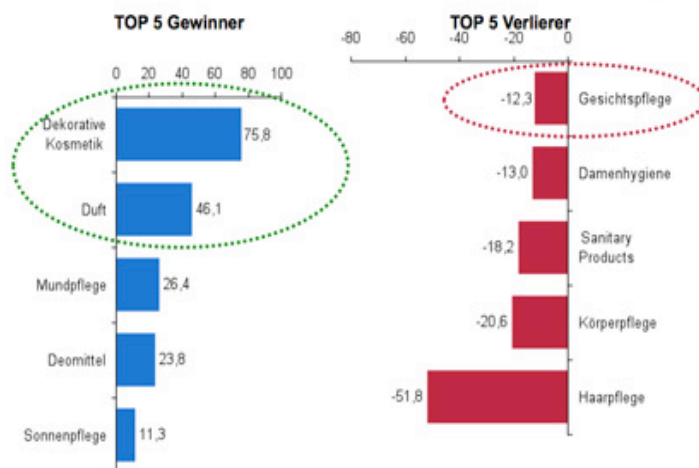 TOP 5 Gewinner
0 20 40 60 80 100
Dekorative
Kosmetik
75,8
Duft
46,1
Mundpflege
26,4
Deomittel
23,8
Sonnenpflege
11,3
TOP 5 Verlierer
-80 -60 -40 -20 0
-12,3
Gesichtspflege
-13,0
Damenhygiene
-18,2
Sanitary
Products
-20,6
Körperpflege
-51,8
Haarpflege